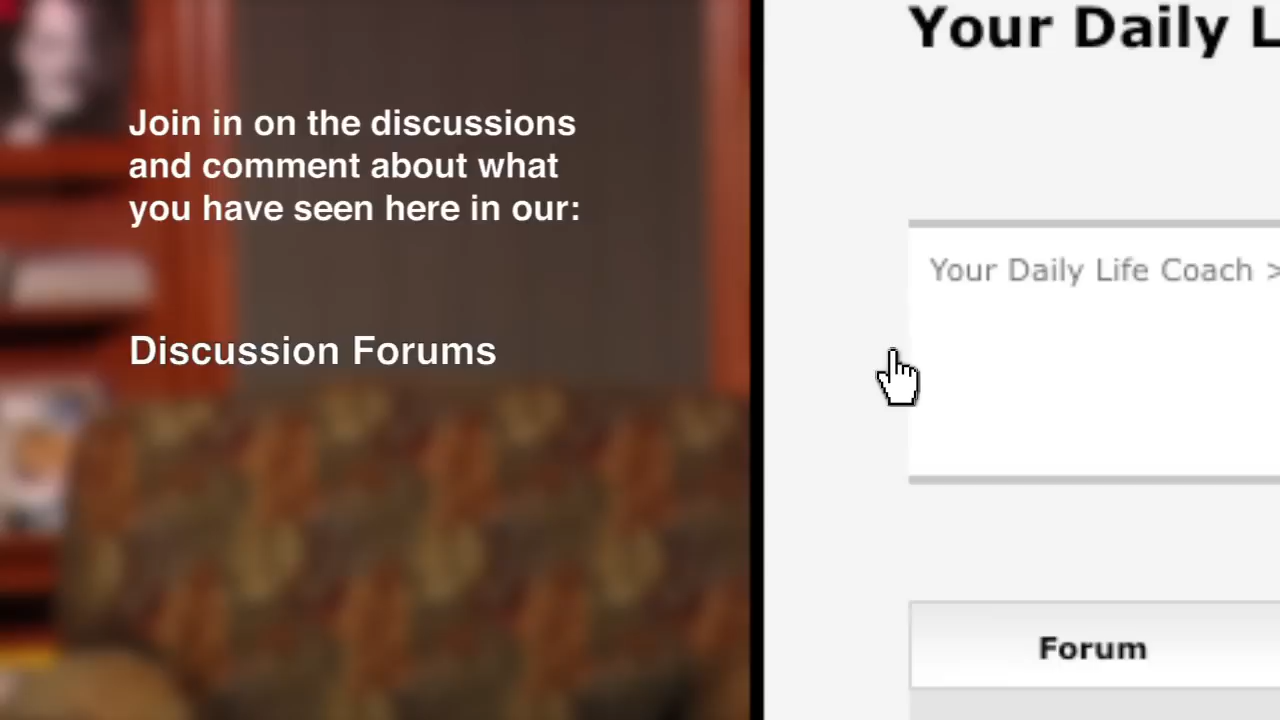 Join in on the discussions
and comment about what
you have seen here in our:
Discussion Forums
Your Daily L
Your Daily Life Coach >
Forum